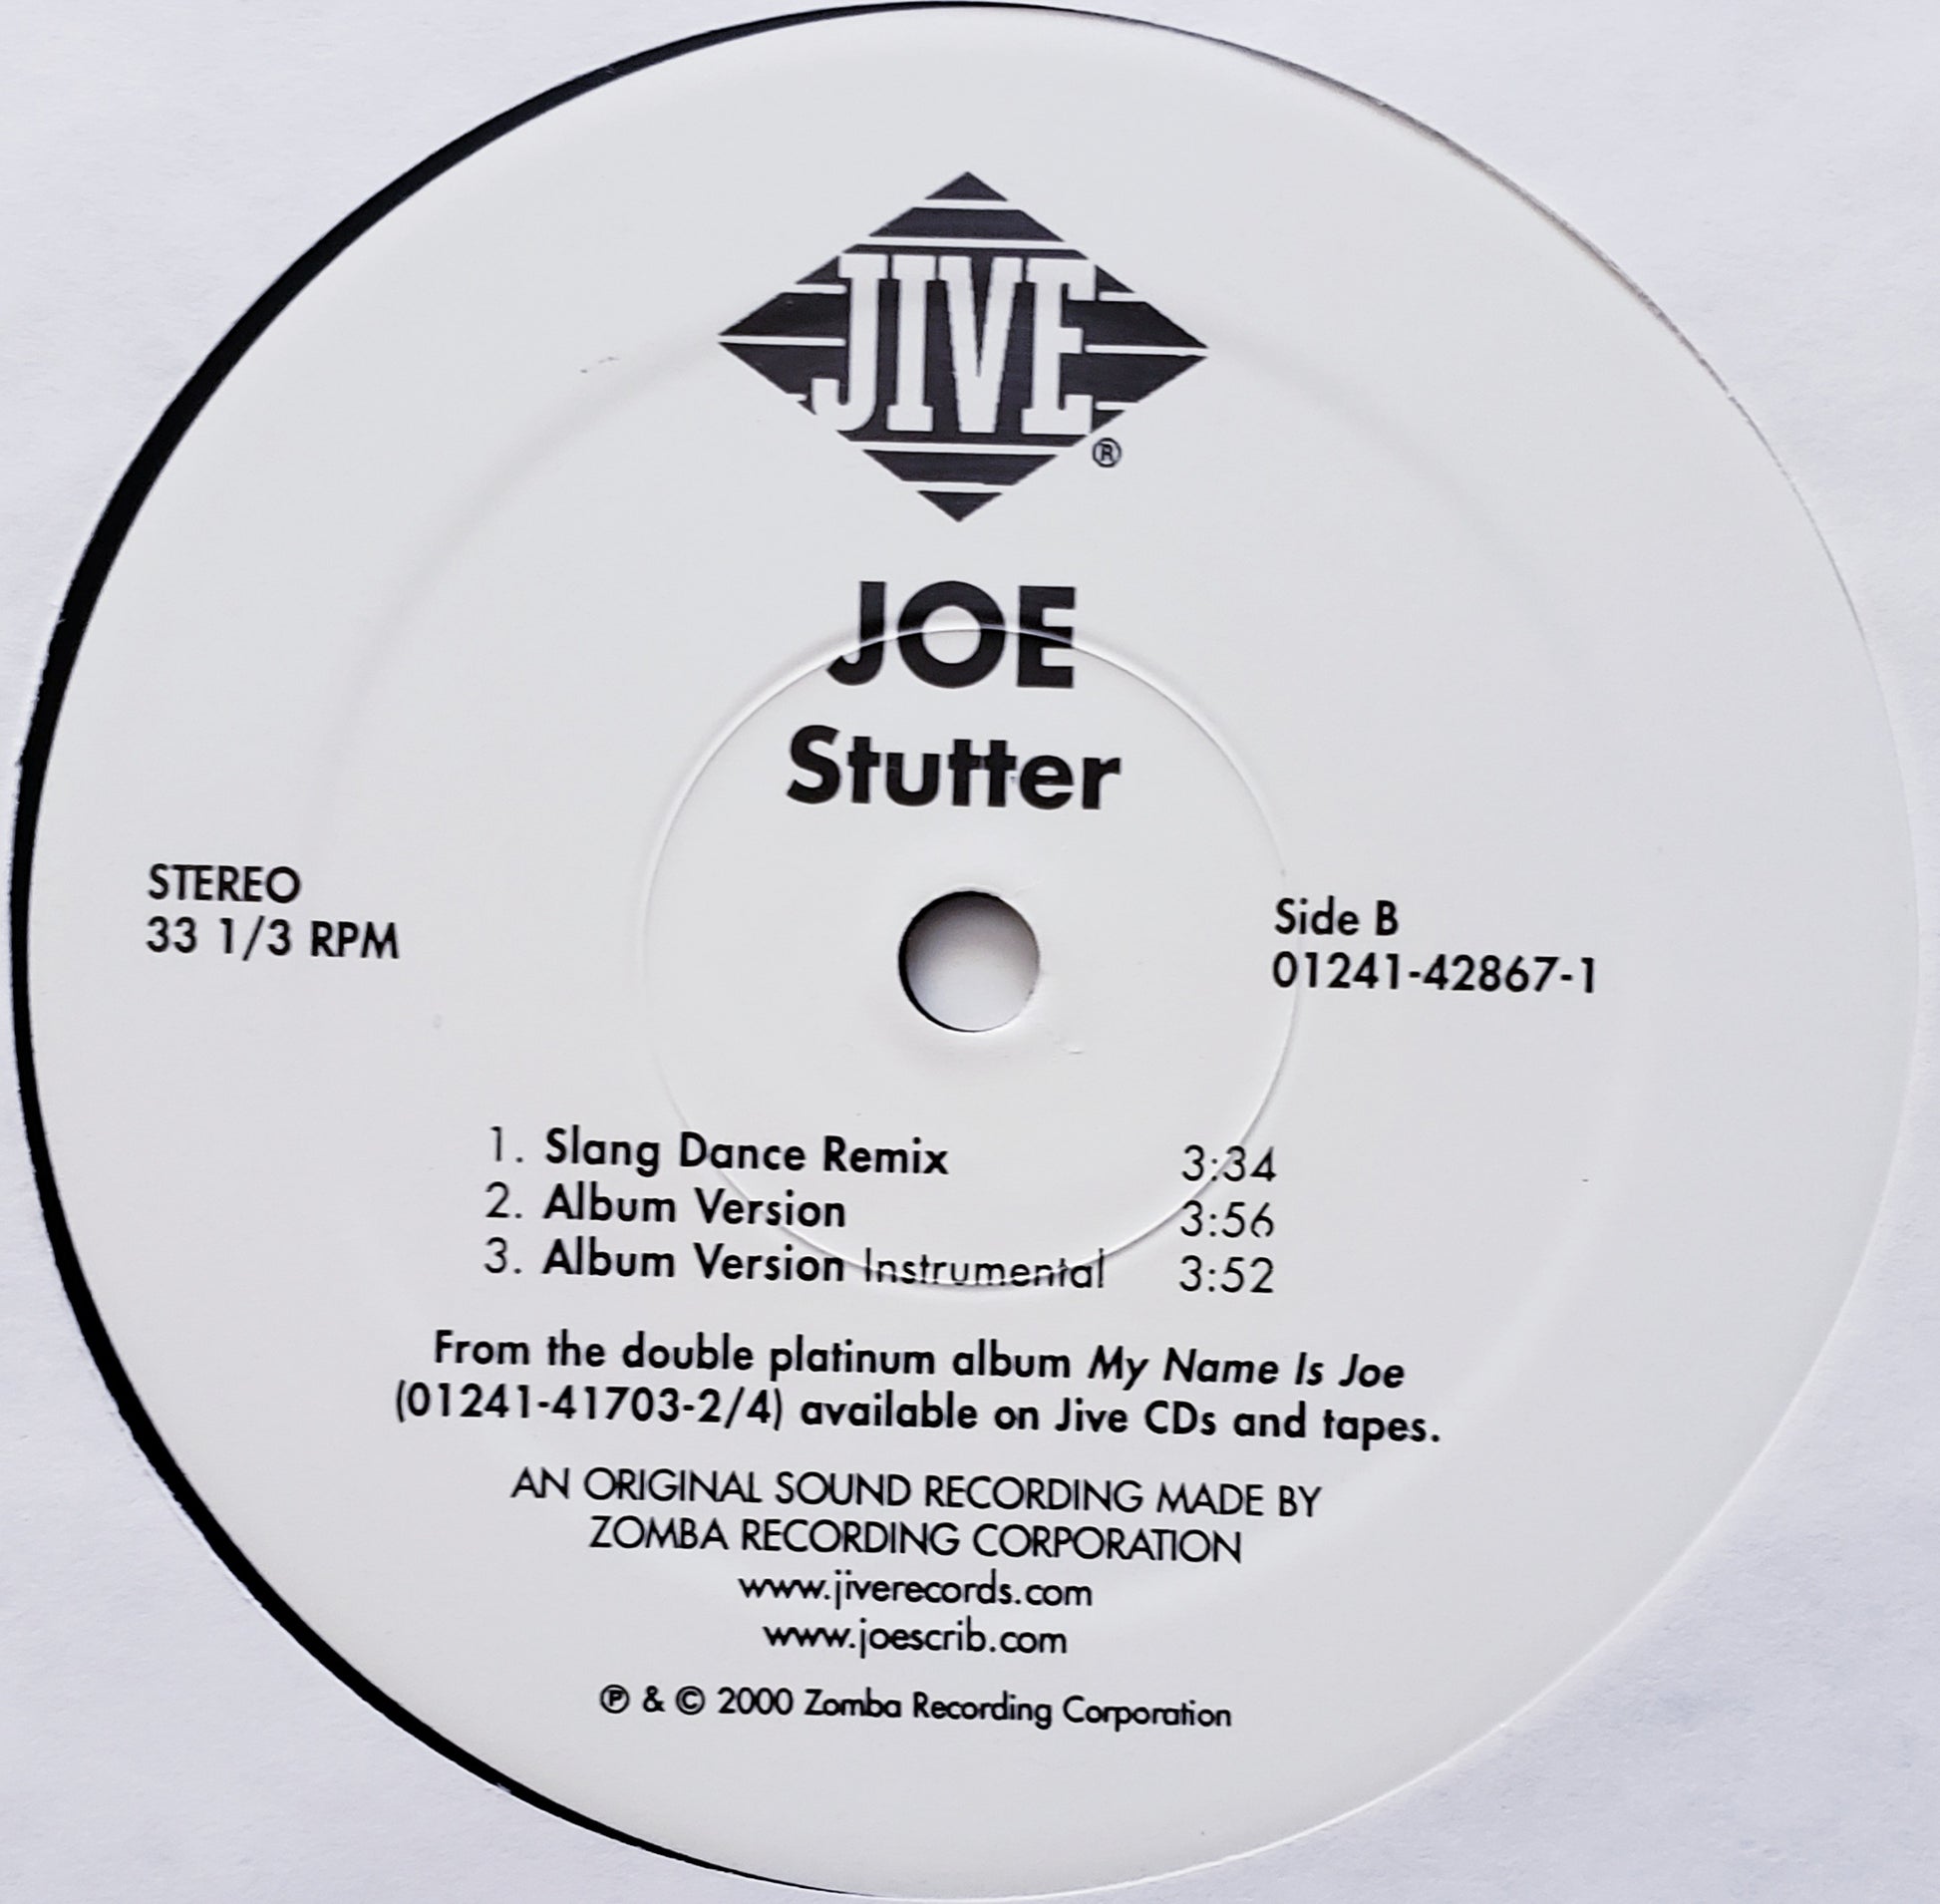 JIVE®
JOE
Stutter
STEREO
33 1/3 RPM
Side B
01241-42867-1
1. Slang Dance Remix 3:34
2. Album Version 3:56
3. Album Version Instrumental 3:52
From the double platinum album My Name Is Joe
(01241-41703-2/4) available on Jive CDs and tapes.
AN ORIGINAL SOUND RECORDING MADE BY
ZOMBA RECORDING CORPORATION
www.jiverecords.com
www.joescrib.com
℗ & © 2000 Zomba Recording Corporation